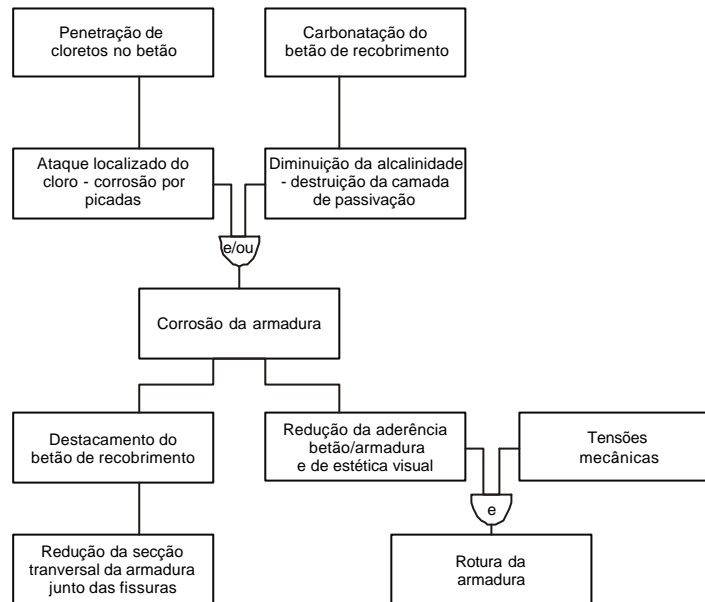 Penetração de
cloretos no betão
Carbonatação do
betão de recobrimento
Ataque localizado do
cloro - corrosão por
picadas
Diminuição da alcalinidade
- destruição da camada
de passivação
e/ou
Corrosão da armadura
Destacamento do
betão de recobrimento
Redução da aderência
betão/armadura
e de estética visual
Tensões
mecânicas
e
Redução da secção
tranversal da armadura
junto das fissuras
Rotura da
armadura